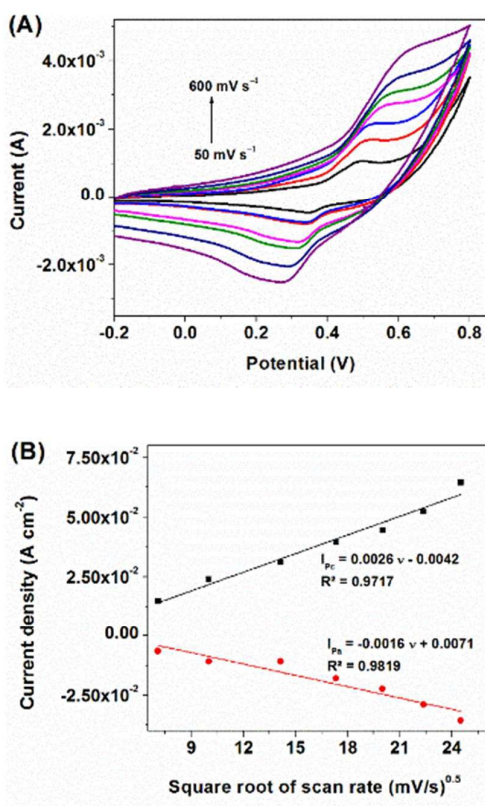 (A)
4.0x10⁻³
2.0x10⁻³
0.0
-2.0x10⁻³
Current (A)
600 mV s⁻¹
50 mV s⁻¹
-0.2 0.0 0.2 0.4 0.6 0.8
Potential (V)
(B)
7.50x10⁻²
5.00x10⁻²
2.50x10⁻²
0.00
-2.50x10⁻²
Current density (A cm⁻²)
I_Pc = 0.0026 ν - 0.0042
R² = 0.9717
I_Pa = -0.0016 ν + 0.0071
R² = 0.9819
9 12 15 18 21 24
Square root of scan rate (mV/s)⁰·⁵